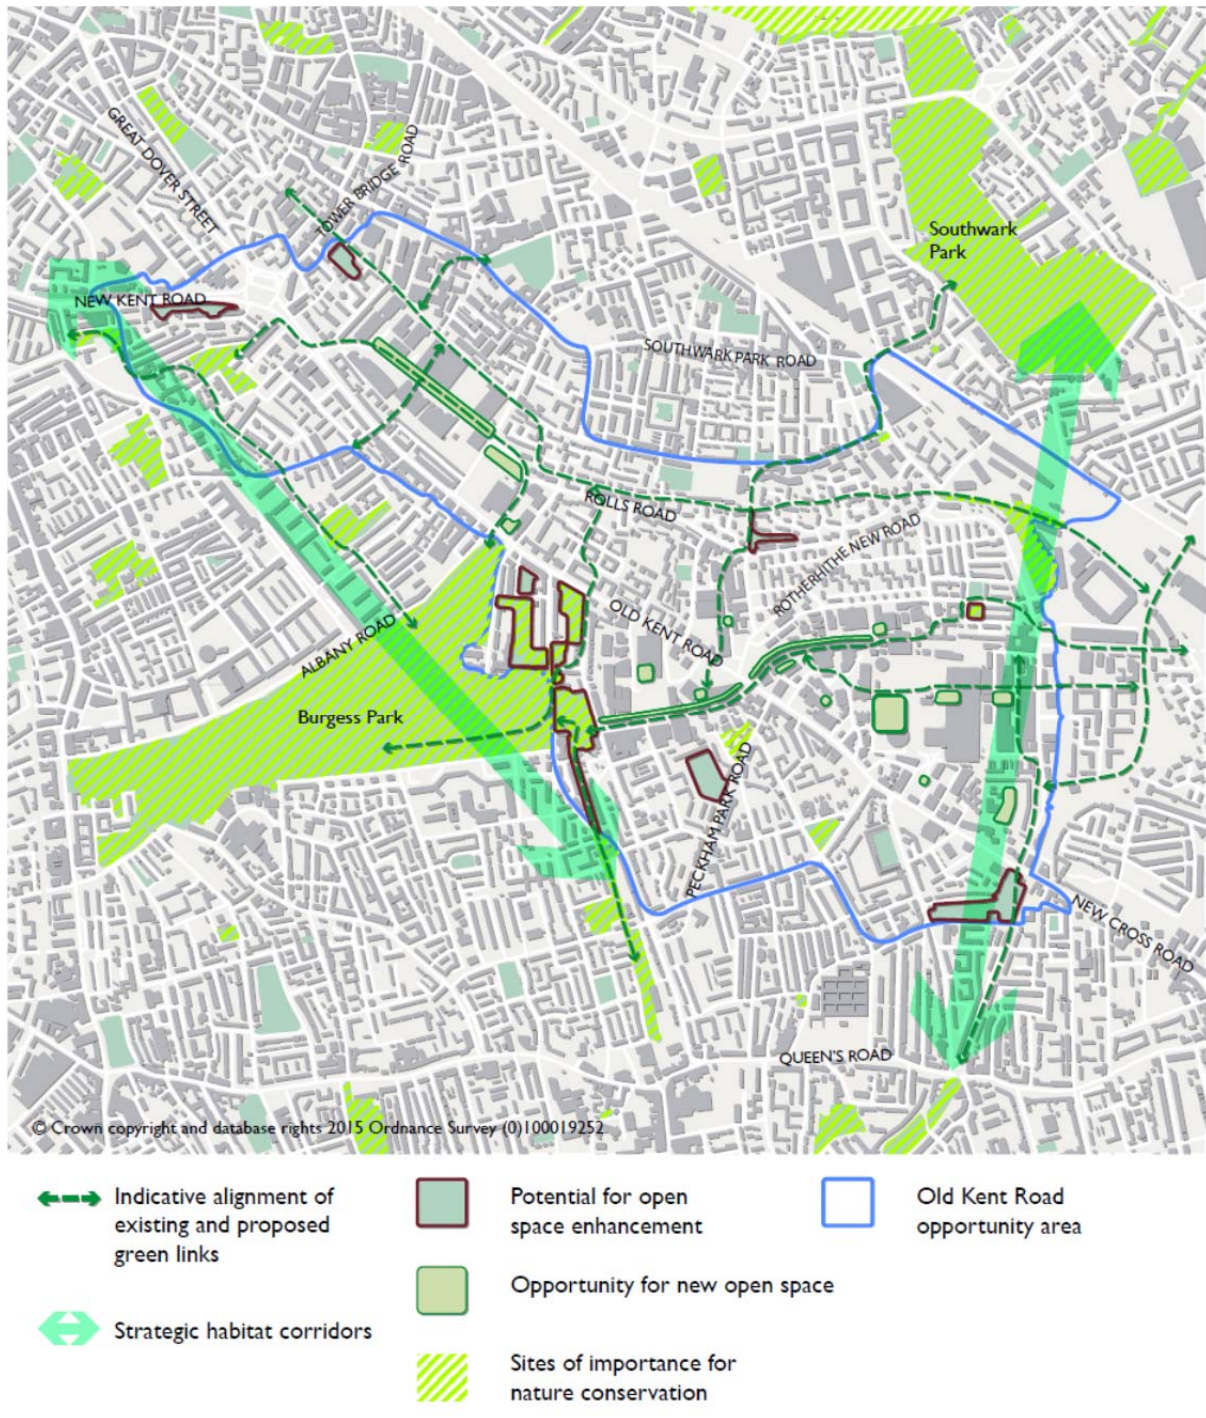 GREAT DOVER STREET
TOWER BRIDGE ROAD
Southwark
Park
NEW KENT ROAD
SOUTHWARK PARK ROAD
ROLLS ROAD
ROTHERHITHE NEW ROAD
OLD KENT ROAD
ALBANY ROAD
Burgess Park
PECKHAM PARK ROAD
NEW CROSS ROAD
QUEEN'S ROAD
© Crown copyright and database rights 2015 Ordnance Survey (0)100019252
Indicative alignment of
existing and proposed
green links
Strategic habitat corridors
Potential for open
space enhancement
Opportunity for new open space
Sites of importance for
nature conservation
Old Kent Road
opportunity area